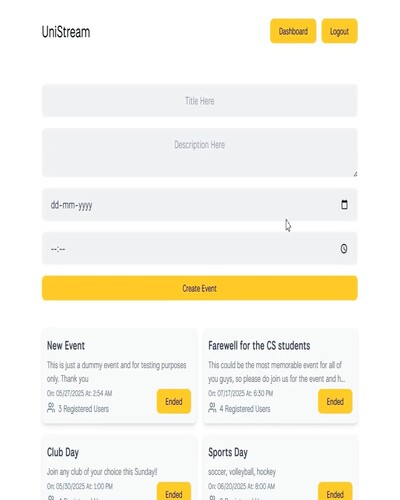 UniStream
Dashboard
Logout
Title Here
Description Here
dd-mm-yyyy
--:--
Create Event
New Event
This is just a dummy event and for testing purposes
only. Thank you
On: 05/27/2025 At: 2:54 AM
3 Registered Users
Ended
Farewell for the CS students
This could be the most memorable event for all of
you guys, so please do join us for the event and h...
On: 07/17/2025 At: 6:30 PM
4 Registered Users
Ended
Club Day
Join any club of your choice this Sunday!!
On: 05/30/2025 At: 1:00 PM
Registered Users
Ended
Sports Day
soccer, volleyball, hockey
On: 06/20/2025 At: 8:00 AM
Registered Users
Ended